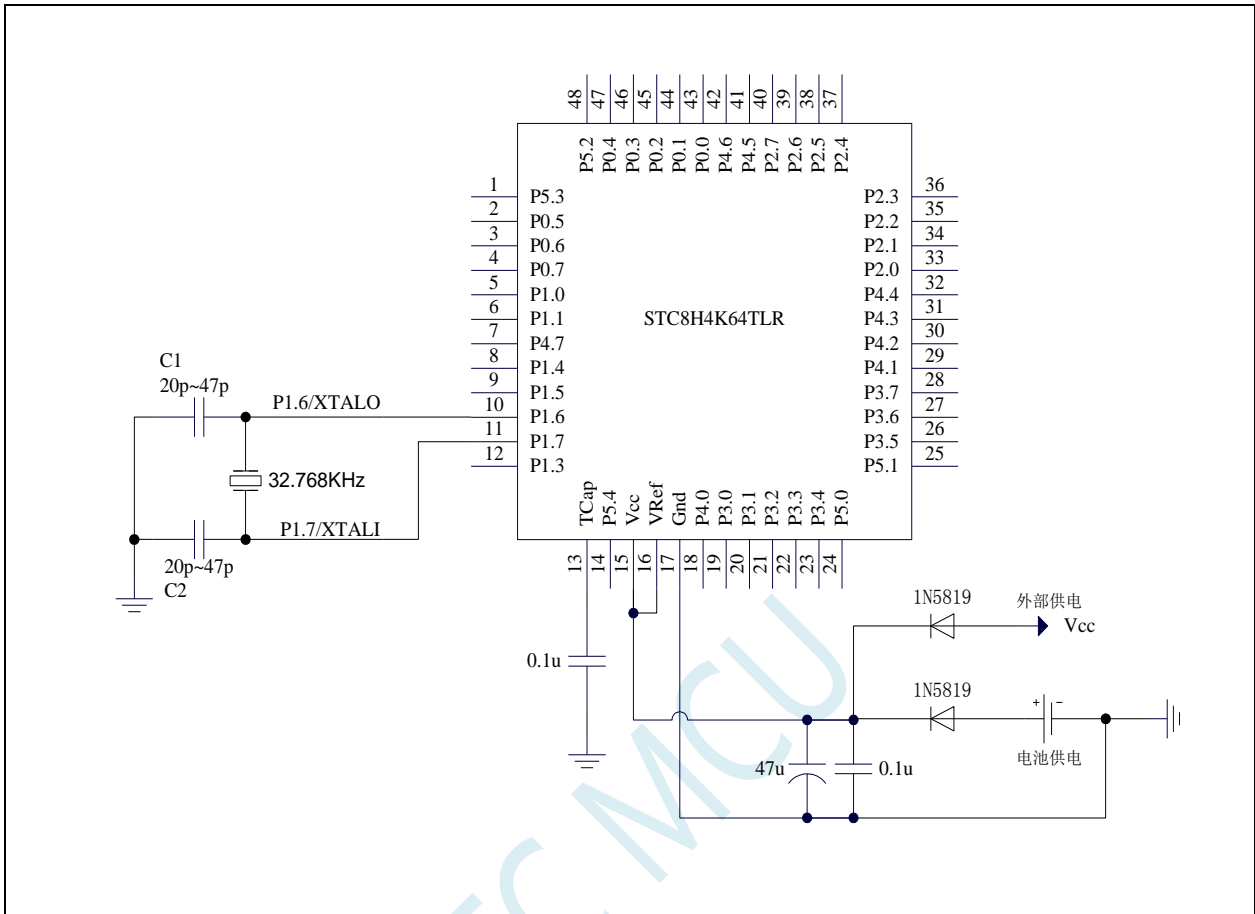 48 47 46 45 44 43 42 41 40 39 38 37
P5.2 P0.4 P0.3 P0.2 P0.1 P0.0 P4.6 P4.5 P2.7 P2.6 P2.5 P2.4
1 P5.3
2 P0.5
3 P0.6
4 P0.7
5 P1.0
6 P1.1
7 P4.7
8 P1.4
9 P1.5
10 P1.6
11 P1.7
12 P1.3
STC8H4K64TLR
P2.3 36
P2.2 35
P2.1 34
P2.0 33
P4.4 32
P4.3 31
P4.2 30
P4.1 29
P3.7 28
P3.6 27
P3.5 26
P5.1 25
C1
20p~47p
P1.6/XTALO
32.768KHz
P1.7/XTALI
20p~47p
C2
TCap P5.4 Vcc VRef Gnd P4.0 P3.0 P3.1 P3.2 P3.3 P3.4 P5.0
13 14 15 16 17 18 19 20 21 22 23 24
0.1u
1N5819
外部供电
Vcc
1N5819
+ −
电池供电
47u
0.1u
STC MCU